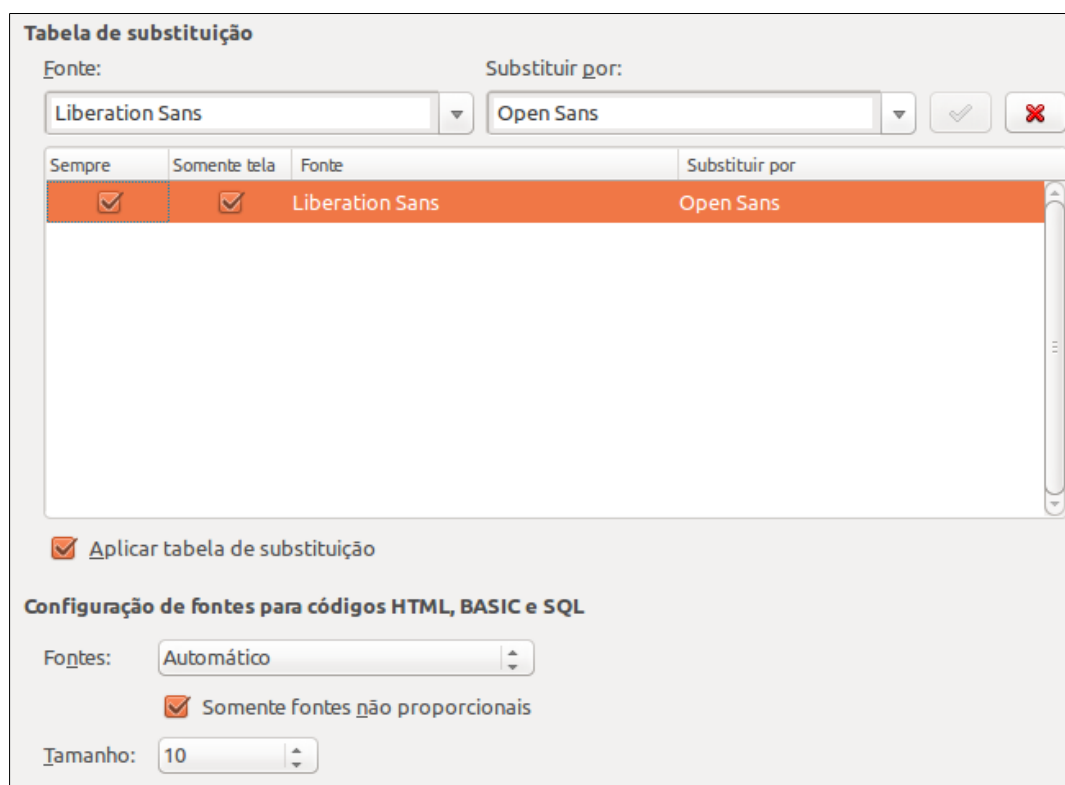 Tabela de substituição
Fonte: Substituir por:
Liberation Sans Open Sans
Sempre Somente tela Fonte Substituir por
Liberation Sans Open Sans
Aplicar tabela de substituição
Configuração de fontes para códigos HTML, BASIC e SQL
Fontes: Automático
Somente fontes não proporcionais
Tamanho: 10